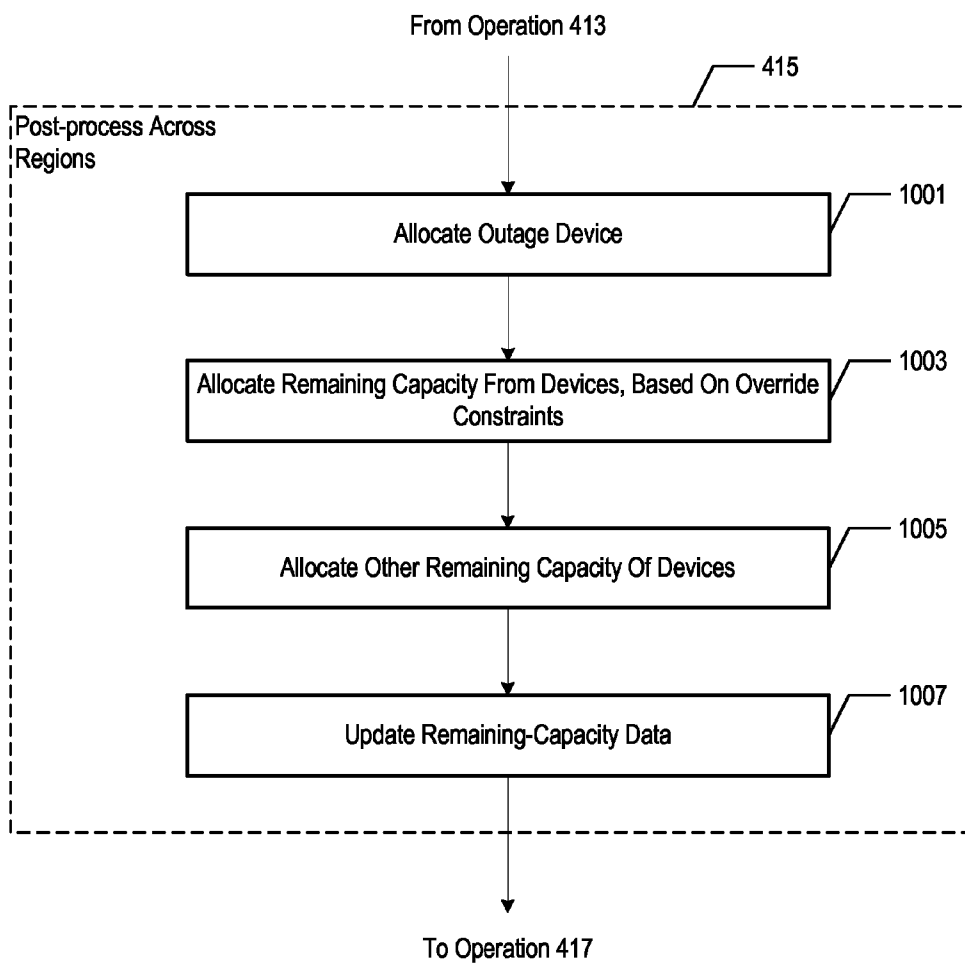 From Operation 413
415
Post-process Across
Regions
1001
Allocate Outage Device
1003
Allocate Remaining Capacity From Devices, Based On Override
Constraints
1005
Allocate Other Remaining Capacity Of Devices
1007
Update Remaining-Capacity Data
To Operation 417